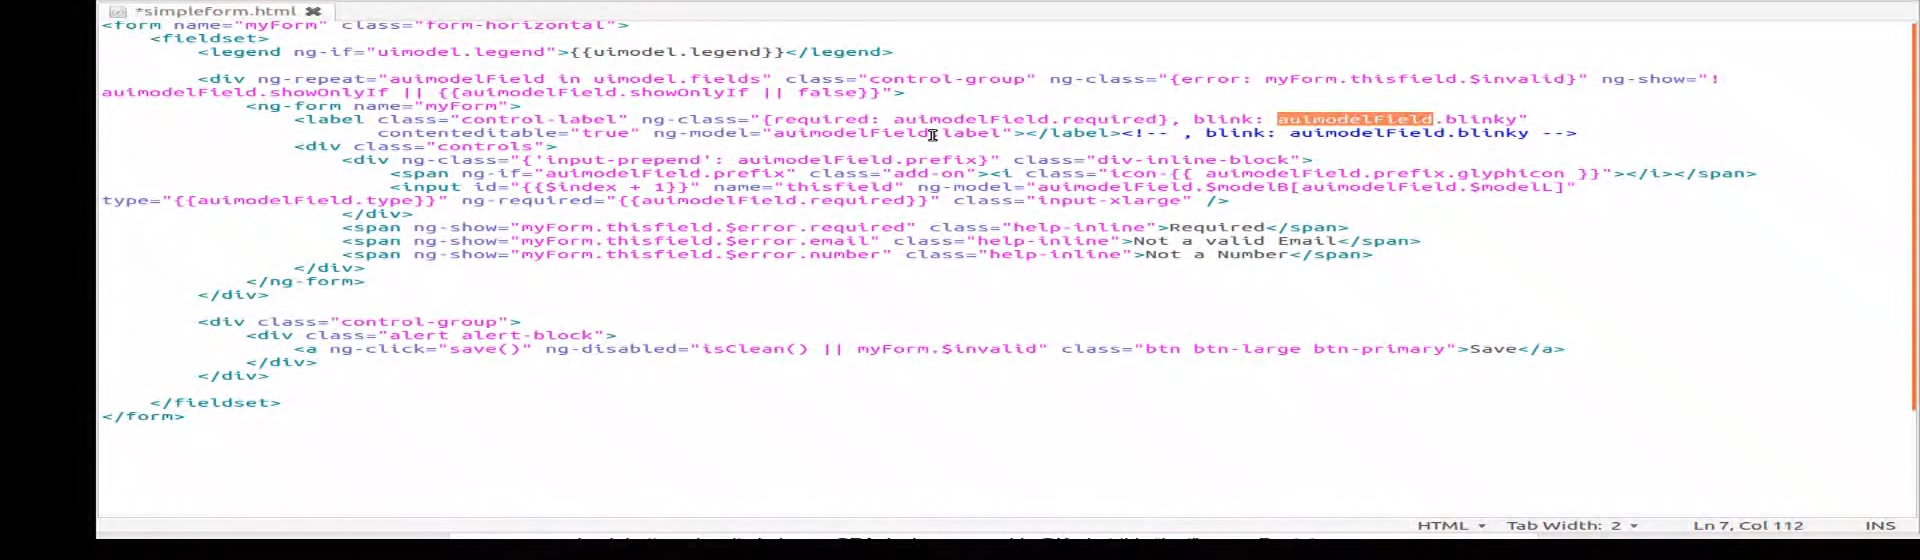 *simpleform.html ✖
<form name="myForm" class="form-horizontal">
<fieldset>
<legend ng-if="uimodel.legend">{{uimodel.legend}}</legend>
<div ng-repeat="auimodelField in uimodel.fields" class="control-group" ng-class="{error: myForm.thisfield.$invalid}" ng-show="!
auimodelField.showOnlyIf || {{auimodelField.showOnlyIf || false}}">
<ng-form name="myForm">
<label class="control-label" ng-class="{required: auimodelField.required}, blink: auimodelField.blinky"
contenteditable="true" ng-model="auimodelField.label"></label><!-- , blink: auimodelField.blinky -->
<div class="controls">
<div ng-class="{'input-prepend': auimodelField.prefix}" class="div-inline-block">
<span ng-if="auimodelField.prefix" class="add-on"><i class="icon-{{ auimodelField.prefix.glyphicon }}"></i></span>
<input id="{{$index + 1}}" name="thisfield" ng-model="auimodelField.$modelB[auimodelField.$modelL]"
type="{{auimodelField.type}}" ng-required="{{auimodelField.required}}" class="input-xlarge" />
</div>
<span ng-show="myForm.thisfield.$error.required" class="help-inline">Required</span>
<span ng-show="myForm.thisfield.$error.email" class="help-inline">Not a valid Email</span>
<span ng-show="myForm.thisfield.$error.number" class="help-inline">Not a Number</span>
</div>
</ng-form>
</div>
<div class="control-group">
<div class="alert alert-block">
<a ng-click="save()" ng-disabled="isClean() || myForm.$invalid" class="btn btn-large btn-primary">Save</a>
</div>
</div>
</fieldset>
</form>
HTML Tab Width: 2 Ln 7, Col 112 INS